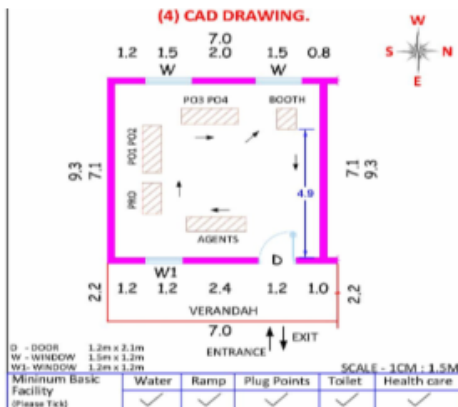 (4) CAD DRAWING.
7.0
1.2 1.5 2.0 1.5 0.8
W W
W
S N
E
PO3 PO4 BOOTH
PO1 PO2
9.3
7.1
4.9
7.1
9.3
PRO
AGENTS
D
W1
2.2 1.2 1.2 2.4 1.2 1.0 2.2
VERANDAH
7.0
ENTRANCE EXIT
D - DOOR 1.2m x 2.1m
W - WINDOW 1.5m x 1.2m
W1- WINDOW 1.2m x 1.2m
SCALE - 1CM : 1.5M
Mininum Basic Facility (Please Tick) Water Ramp Plug Points Toilet Health care